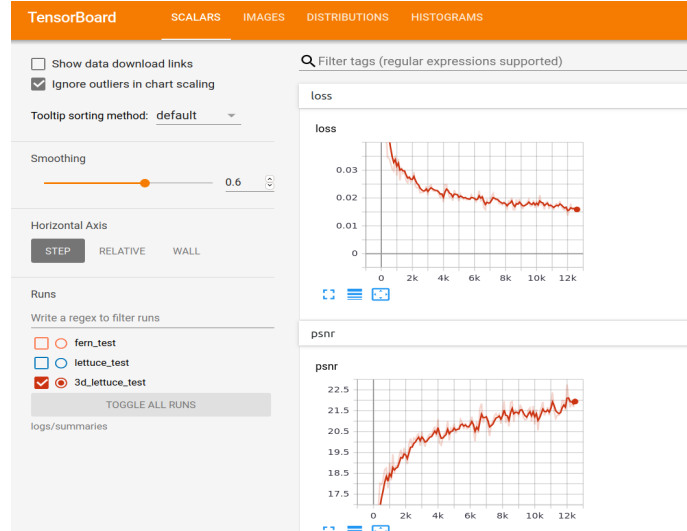 TensorBoard SCALARS IMAGES DISTRIBUTIONS HISTOGRAMS
Show data download links
Ignore outliers in chart scaling
Tooltip sorting method: default
Smoothing
0.6
Horizontal Axis
STEP RELATIVE WALL
Runs
Write a regex to filter runs
fern_test
lettuce_test
3d_lettuce_test
TOGGLE ALL RUNS
logs/summaries
Filter tags (regular expressions supported)
loss
loss
0.03
0.02
0.01
0
0 2k 4k 6k 8k 10k 12k
psnr
psnr
22.5
21.5
20.5
19.5
18.5
17.5
0 2k 4k 6k 8k 10k 12k